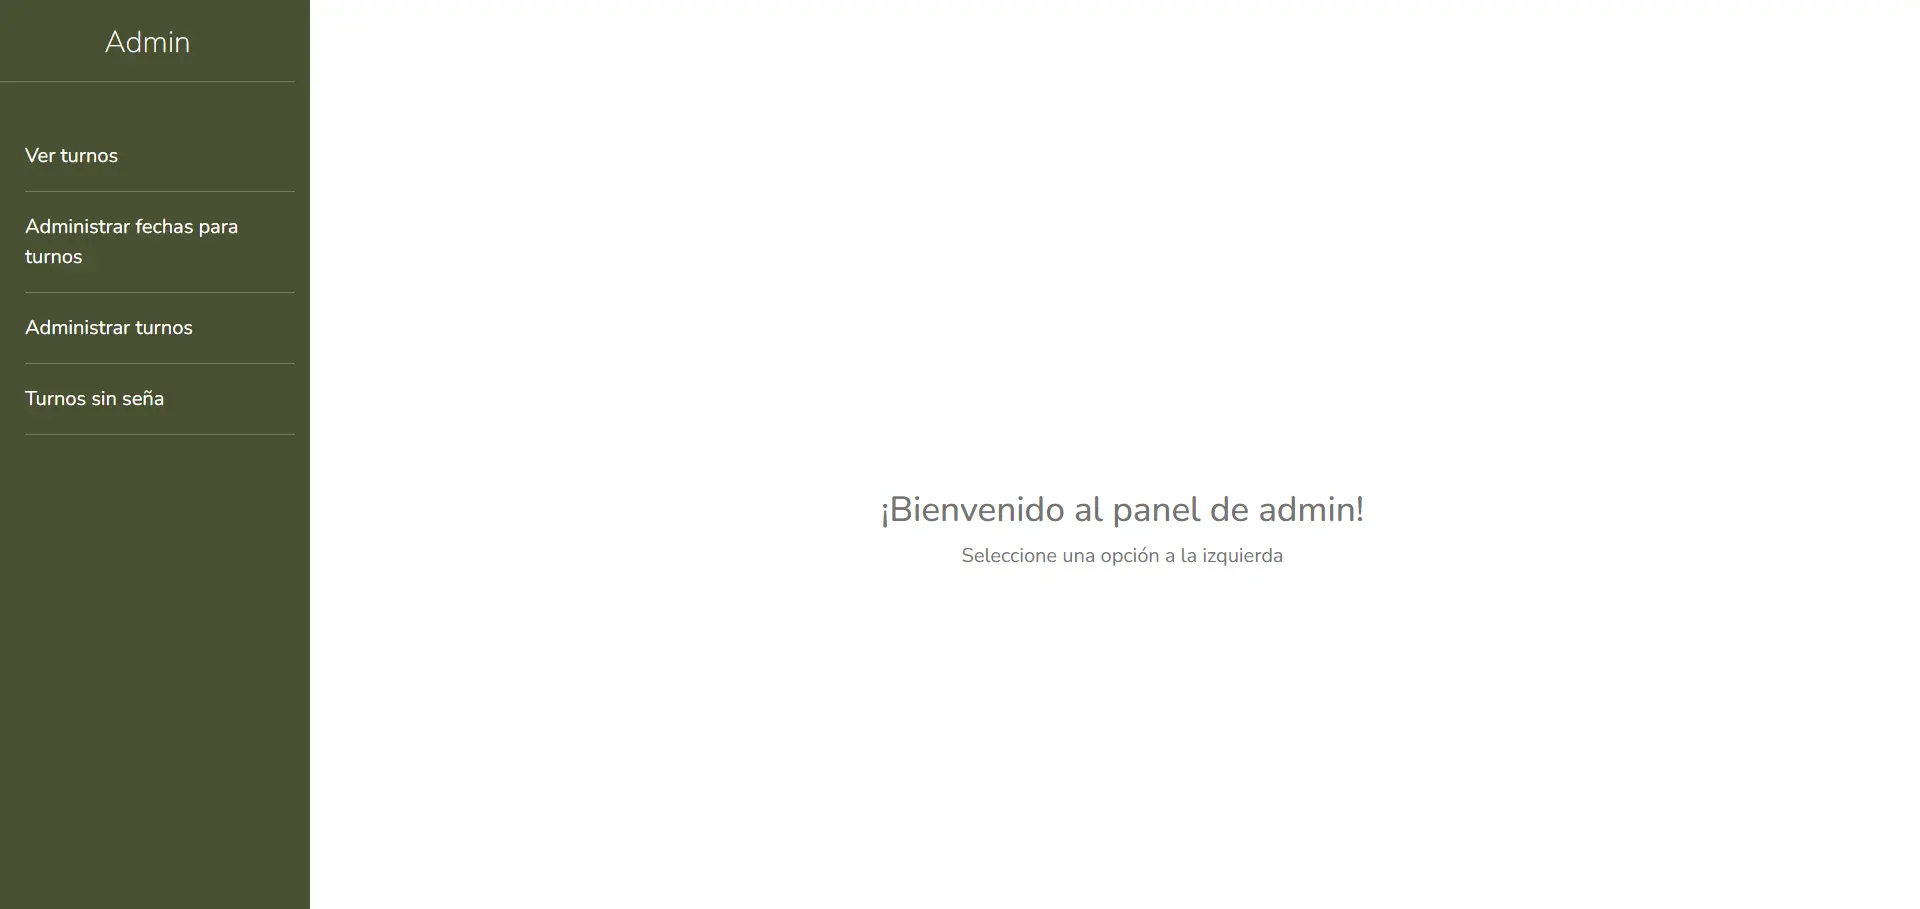 Admin
Ver turnos
Administrar fechas para
turnos
Administrar turnos
Turnos sin seña
¡Bienvenido al panel de admin!
Seleccione una opción a la izquierda